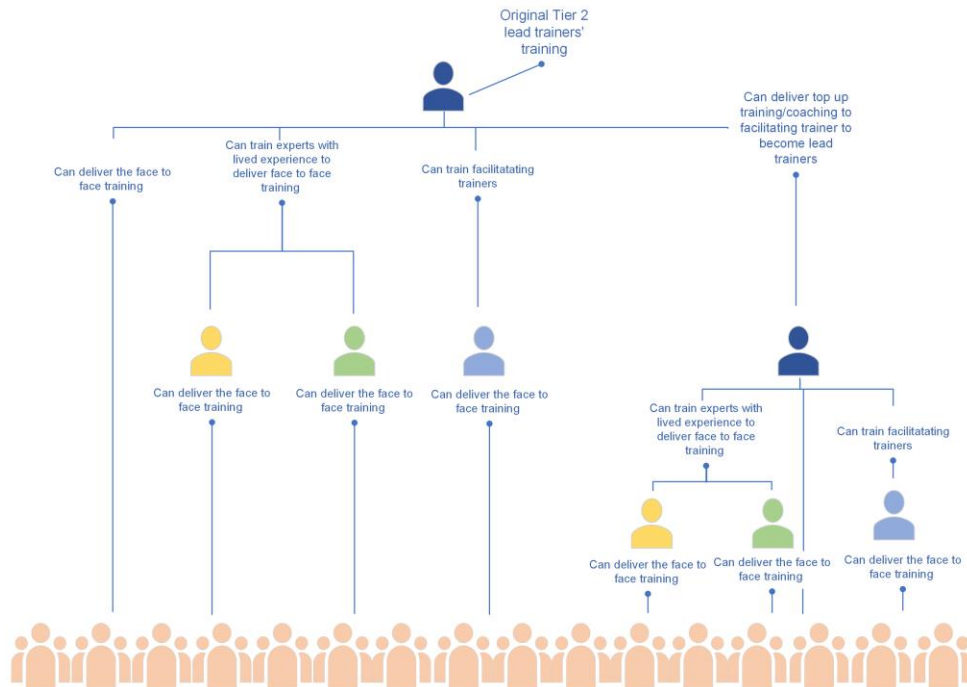 Original Tier 2
lead trainers'
training
Can deliver the face to
face training
Can train experts with
lived experience to
deliver face to face
training
Can train facilitatating
trainers
Can deliver top up
training/coaching to
facilitating trainer to
become lead
trainers
Can deliver the face to
face training
Can deliver the face to
face training
Can deliver the face to
face training
Can train experts with
lived experience to
deliver face to face
training
Can train facilitatating
trainers
Can deliver the face to
face training
Can deliver the face to
face training
Can deliver the face to
face training